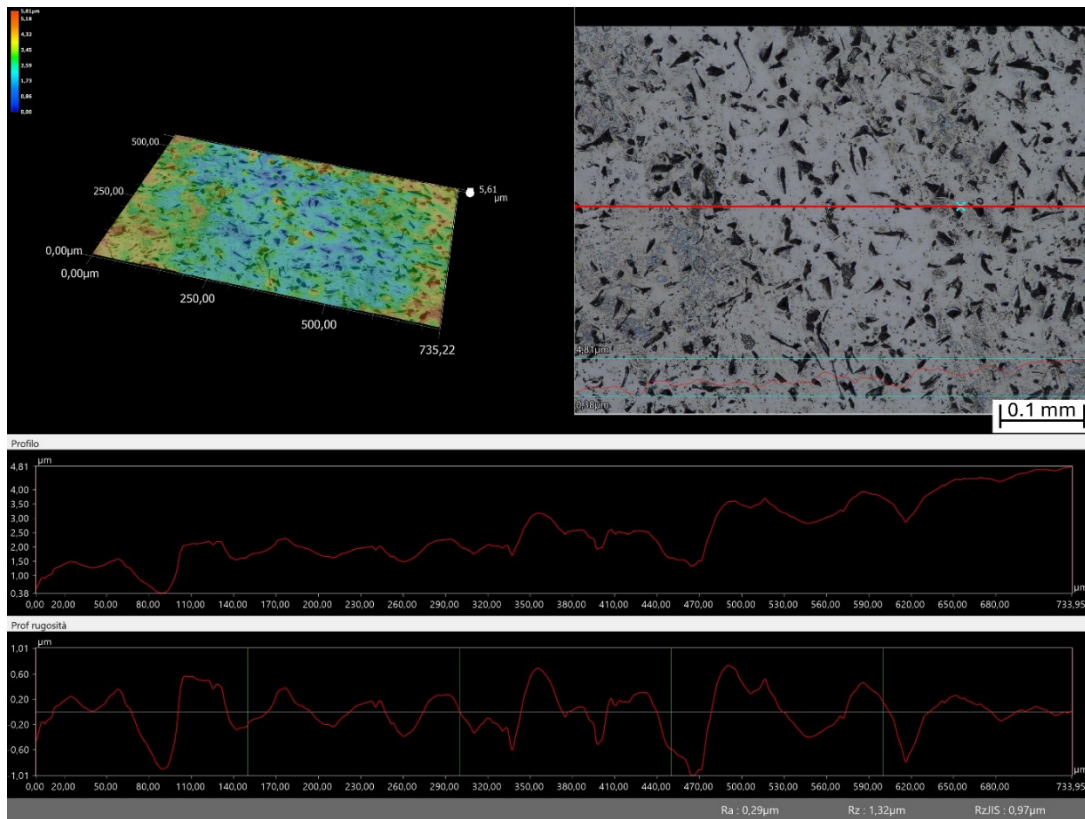 5,81µm
5,18
4,32
3,45
2,59
1,73
0,86
0,00
500,00
250,00
0,00µm
0,00µm
250,00
500,00
735,22
5,61
µm
4,81µm
0,38µm
0.1 mm
Profilo
µm
4,81
4,00
3,50
3,00
2,50
2,00
1,50
1,00
0,38
µm
0,00 20,00 50,00 80,00 110,00 140,00 170,00 200,00 230,00 260,00 290,00 320,00 350,00 380,00 410,00 440,00 470,00 500,00 530,00 560,00 590,00 620,00 650,00 680,00 733,95
Prof rugosità
µm
1,01
0,60
0,20
-0,20
-0,60
-1,01
µm
0,00 20,00 50,00 80,00 110,00 140,00 170,00 200,00 230,00 260,00 290,00 320,00 350,00 380,00 410,00 440,00 470,00 500,00 530,00 560,00 590,00 620,00 650,00 680,00 733,95
Ra : 0,29µm Rz : 1,32µm RzJIS : 0,97µm